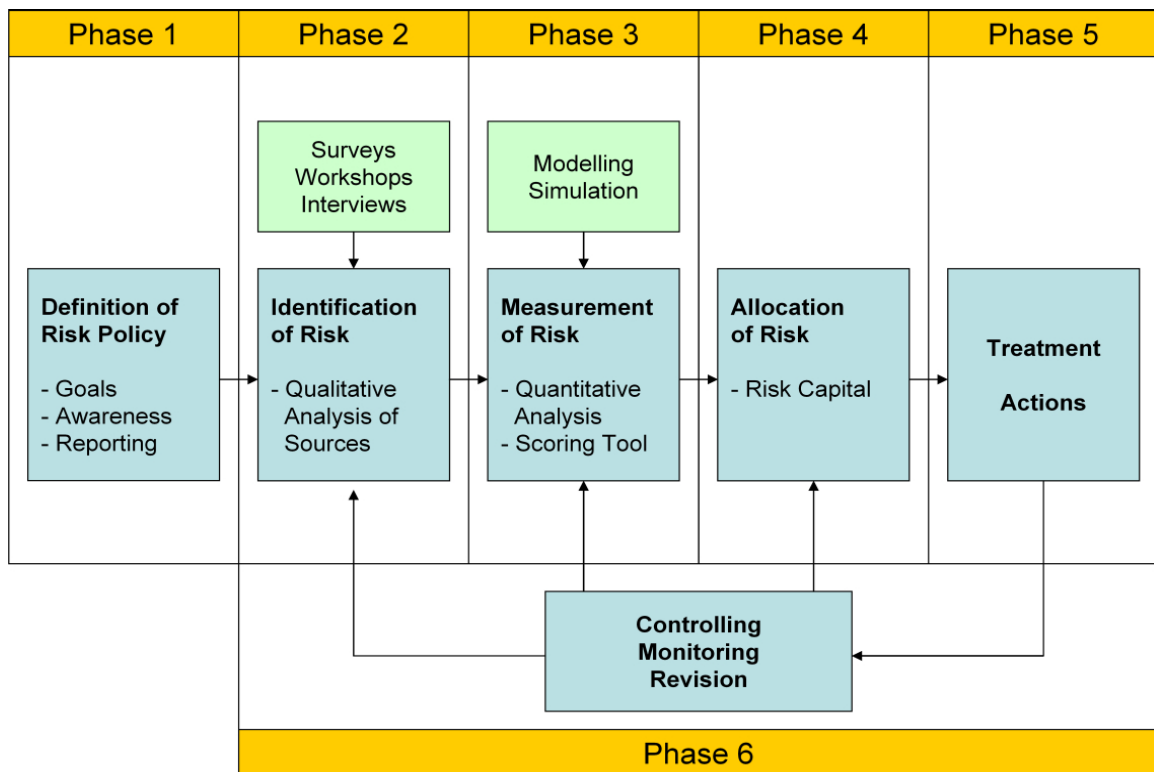 Phase 1
Phase 2
Phase 3
Phase 4
Phase 5
Surveys
Workshops
Interviews
Modelling
Simulation
Definition of
Risk Policy
- Goals
- Awareness
- Reporting
Identification
of Risk
- Qualitative
Analysis of
Sources
Measurement
of Risk
- Quantitative
Analysis
- Scoring Tool
Allocation
of Risk
- Risk Capital
Treatment
Actions
Controlling
Monitoring
Revision
Phase 6